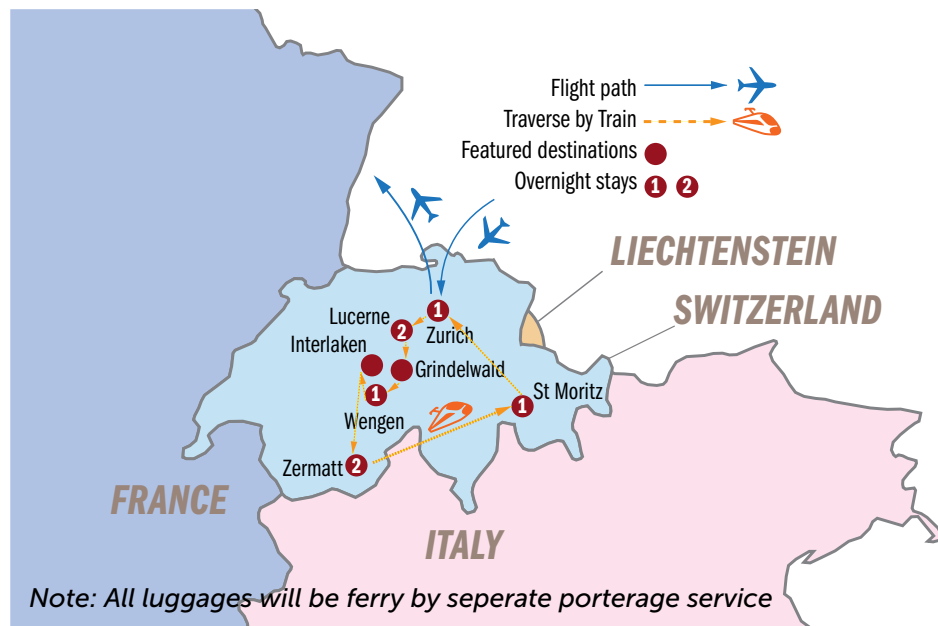 Flight path
Traverse by Train
Featured destinations
Overnight stays 1 2
LIECHTENSTEIN
SWITZERLAND
1
Lucerne
2
Zurich
Interlaken
Grindelwald
1
St Moritz
1
Wengen
Zermatt 2
FRANCE
ITALY
Note: All luggages will be ferry by seperate porterage service